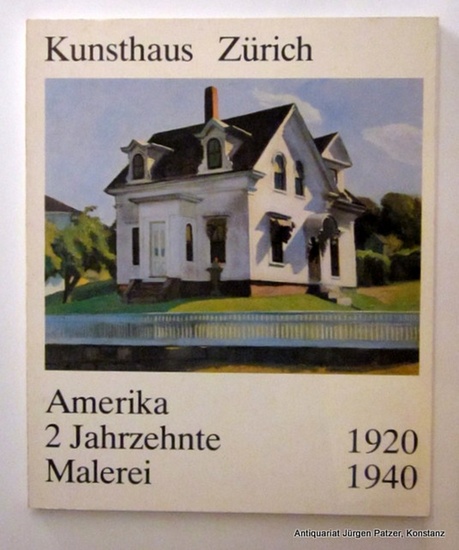 Kunsthaus Zürich
Amerika
2 Jahrzehnte 1920
Malerei 1940
Antiquariat Jürgen Patzer, Konstanz